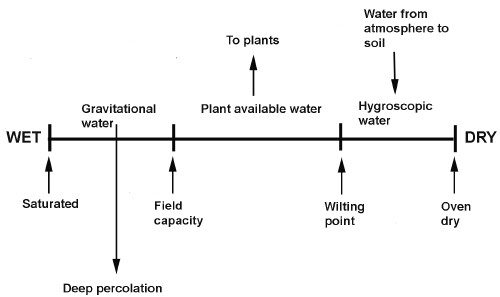 Water from
atmosphere to
soil
To plants
Gravitational
water
Plant available water
Hygroscopic
water
WET
DRY
Saturated
Field
capacity
Wilting
point
Oven
dry
Deep percolation